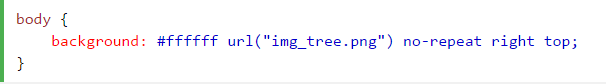 body {
    background: #ffffff url("img_tree.png") no-repeat right top;
}